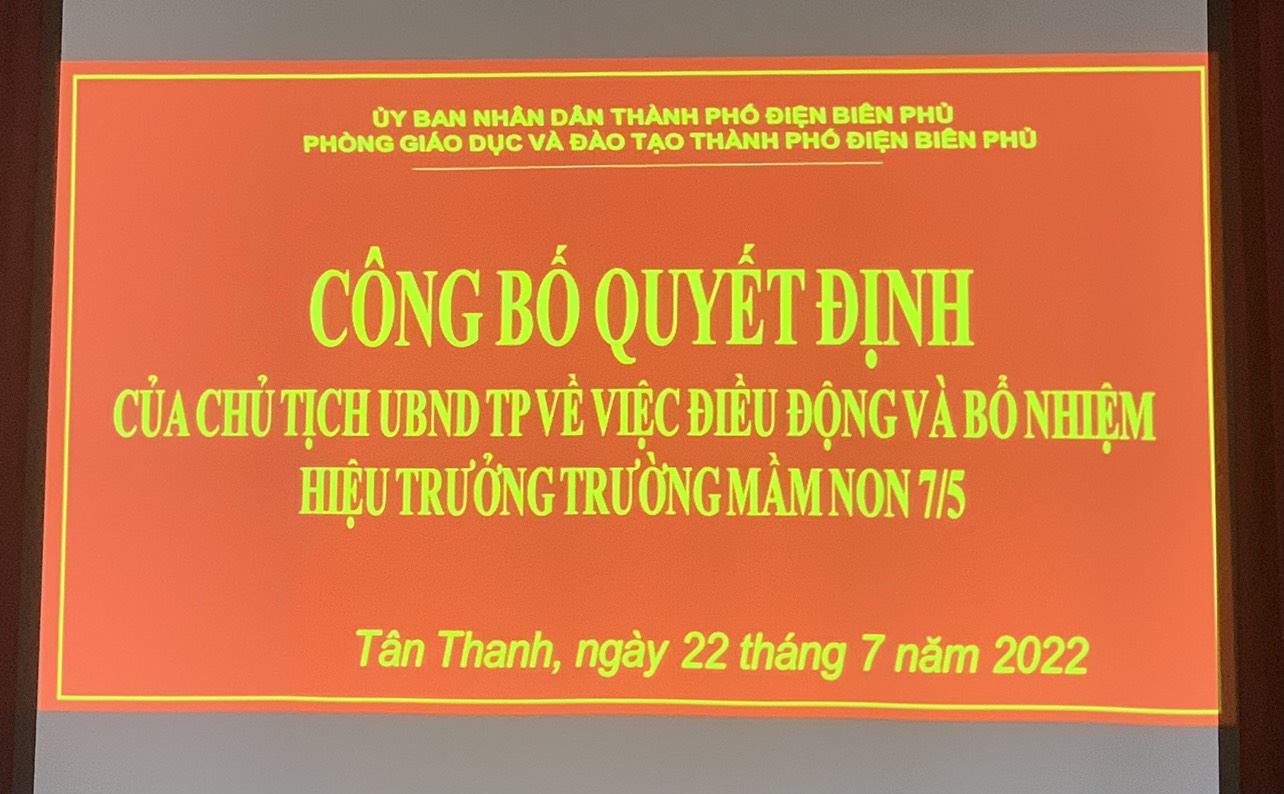 ỦY BAN NHÂN DÂN THÀNH PHỐ ĐIỆN BIÊN PHỦ
PHÒNG GIÁO DỤC VÀ ĐÀO TẠO THÀNH PHỐ ĐIỆN BIÊN PHỦ
CÔNG BỐ QUYẾT ĐỊNH
CỦA CHỦ TỊCH UBND TP VỀ VIỆC ĐIỀU ĐỘNG VÀ BỔ NHIỆM
HIỆU TRƯỞNG TRƯỜNG MẦM NON 7/5
Tân Thanh, ngày 22 tháng 7 năm 2022